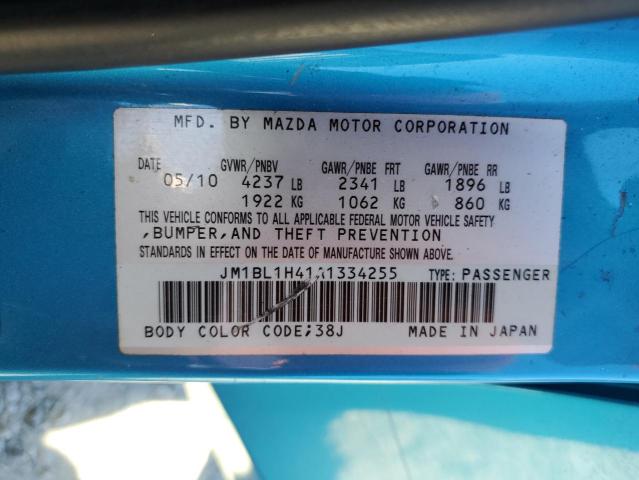 MFD. BY MAZDA MOTOR CORPORATION
DATE GVWR/PNBV GAWR/PNBE FRT GAWR/PNBE RR
05/10 4237 LB 2341 LB 1896 LB
1922 KG 1062 KG 860 KG
THIS VEHICLE CONFORMS TO ALL APPLICABLE FEDERAL MOTOR VEHICLE SAFETY
,BUMPER,AND THEFT PREVENTION
STANDARDS IN EFFECT ON THE DATE OF MANUFACTURE SHOWN ABOVE.
JM1BL1H41A1334255 TYPE: PASSENGER
BODY COLOR CODE;38J MADE IN JAPAN